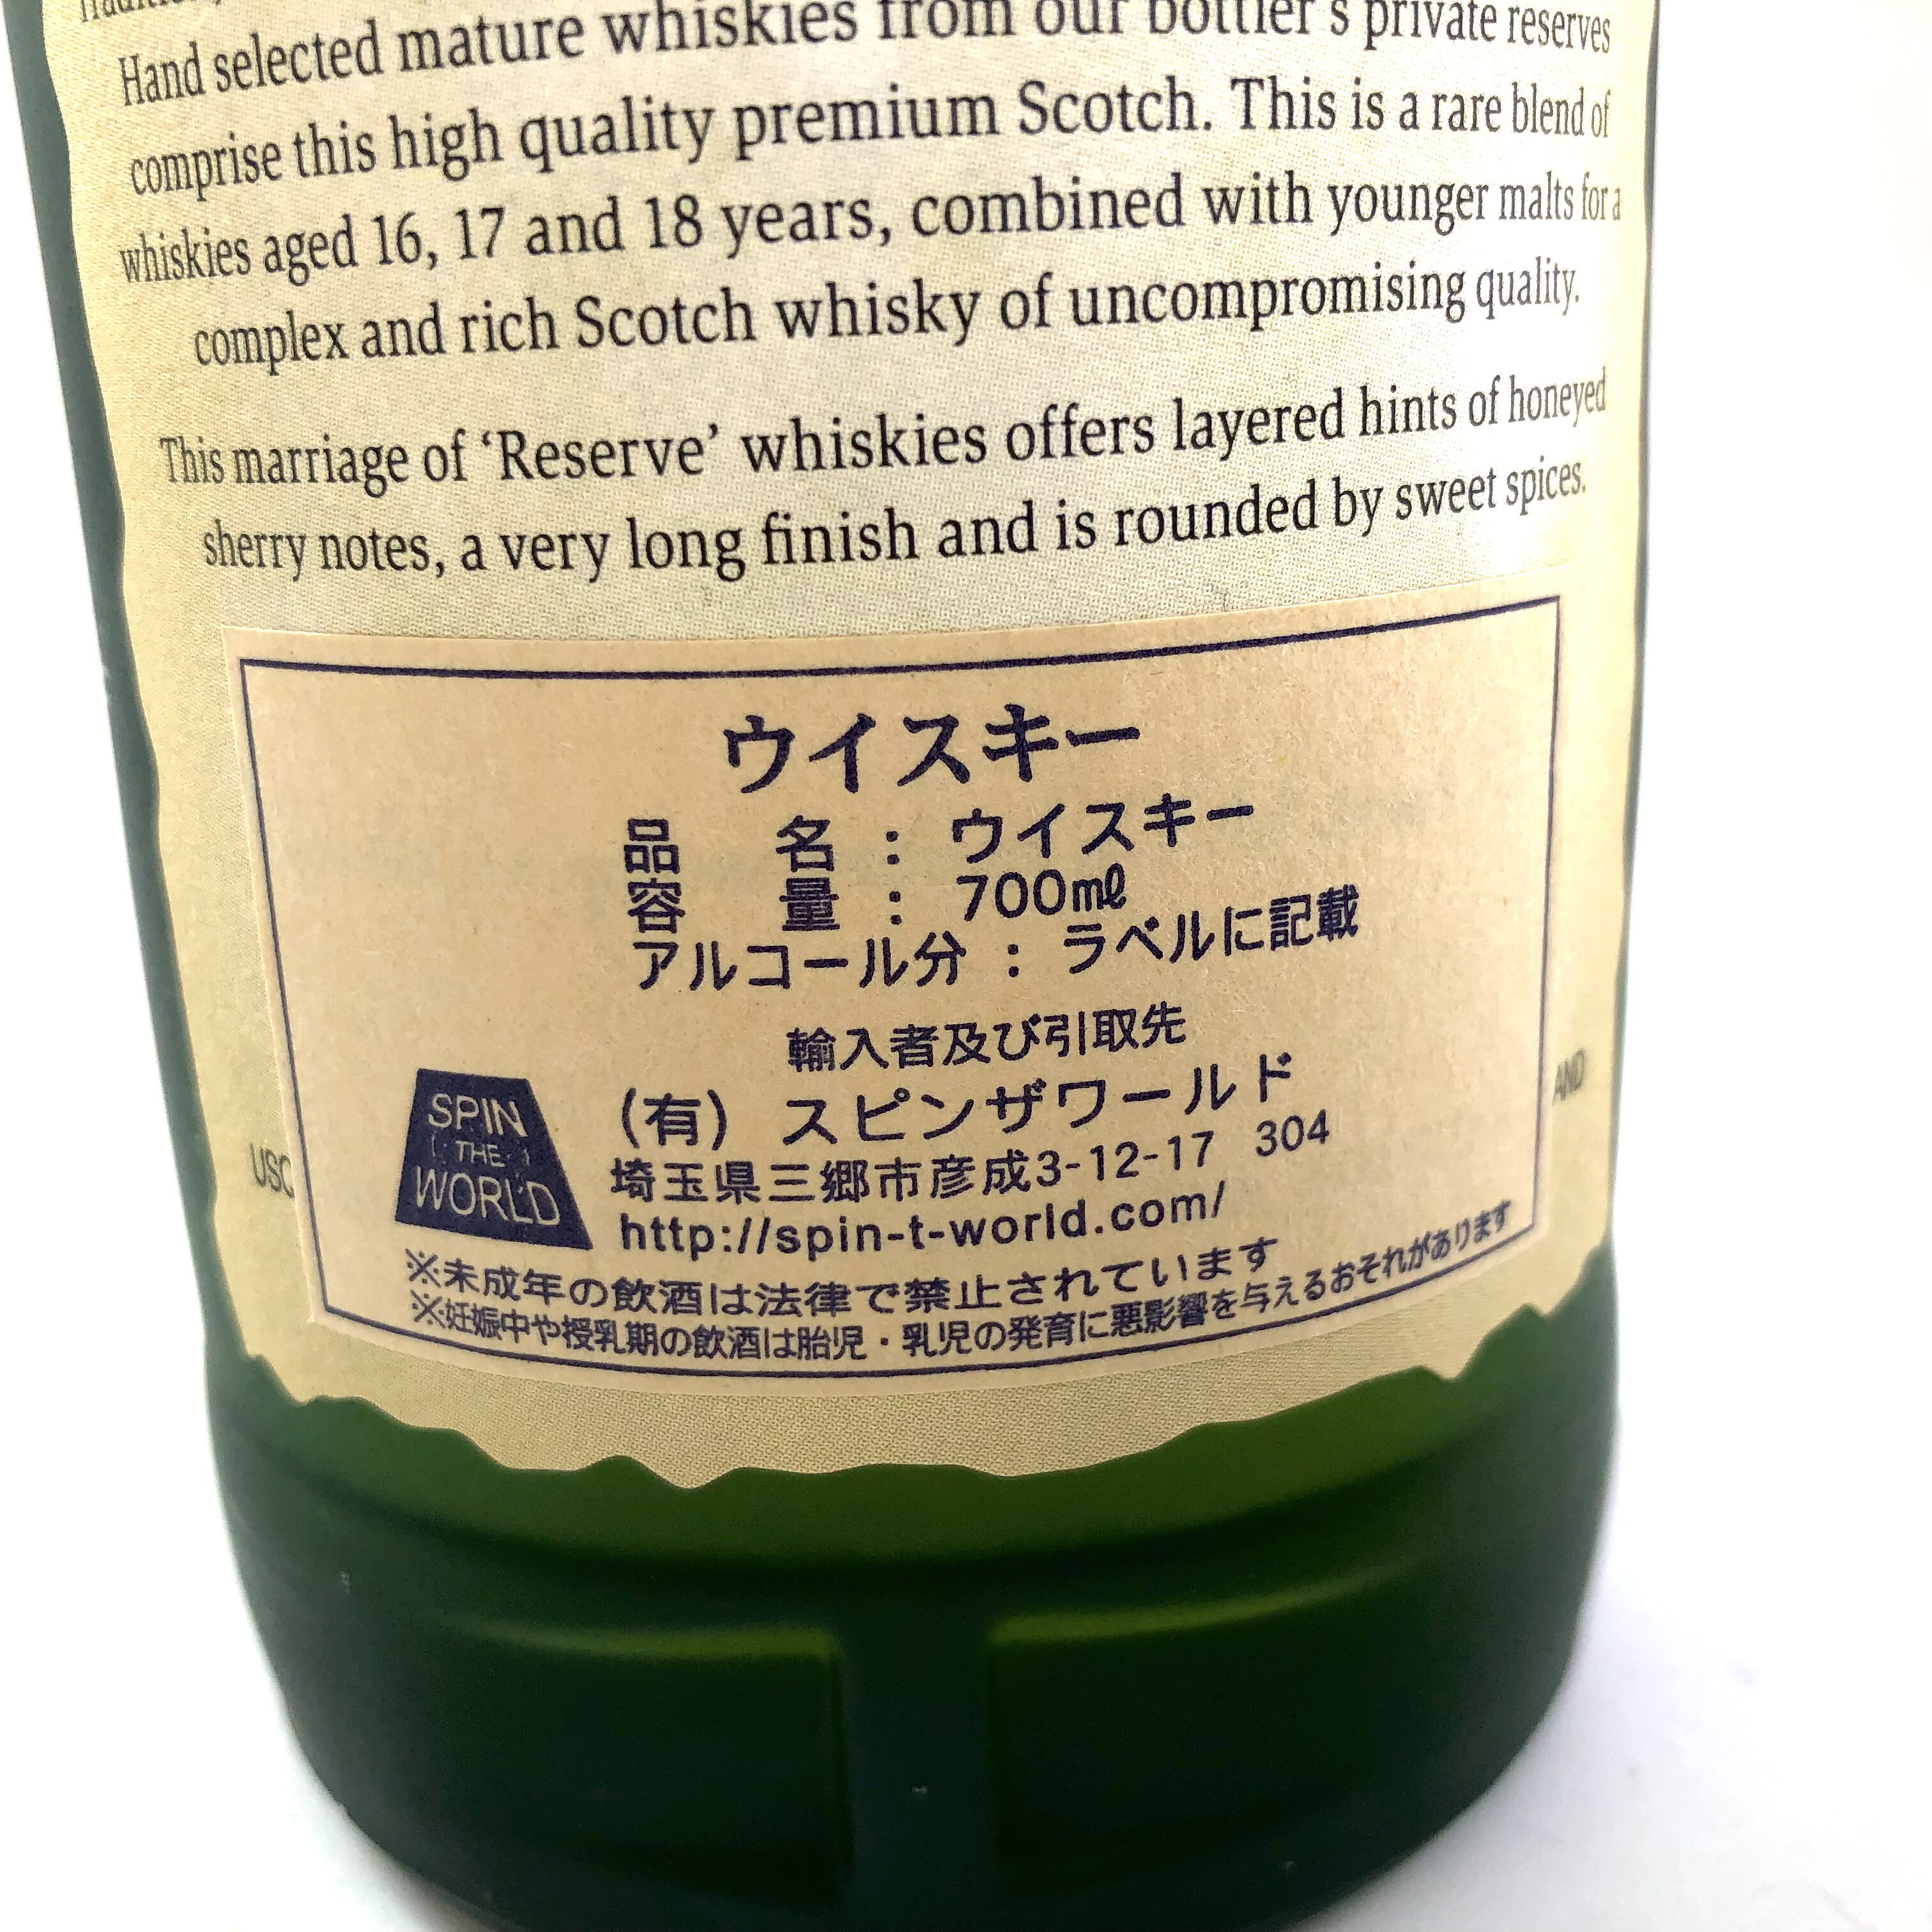 Hand selected mature whiskies from our bottler's private reserves
comprise this high quality premium Scotch. This is a rare blend of
whiskies aged 16, 17 and 18 years, combined with younger malts for a
complex and rich Scotch whisky of uncompromising quality.
This marriage of ‘Reserve’ whiskies offers layered hints of honeyed
sherry notes, a very long finish and is rounded by sweet spices.
ウイスキー
品 名 : ウイスキー
容 量 : 700㎖
アルコール分 : ラベルに記載
輸入者及び引取先
SPIN
THE
WORLD
(有) スピンザワールド
埼玉県三郷市彦成3-12-17 304
http://spin-t-world.com/
※未成年の飲酒は法律で禁止されています
※妊娠中や授乳期の飲酒は胎児・乳児の発育に悪影響を与えるおそれがあります
AND